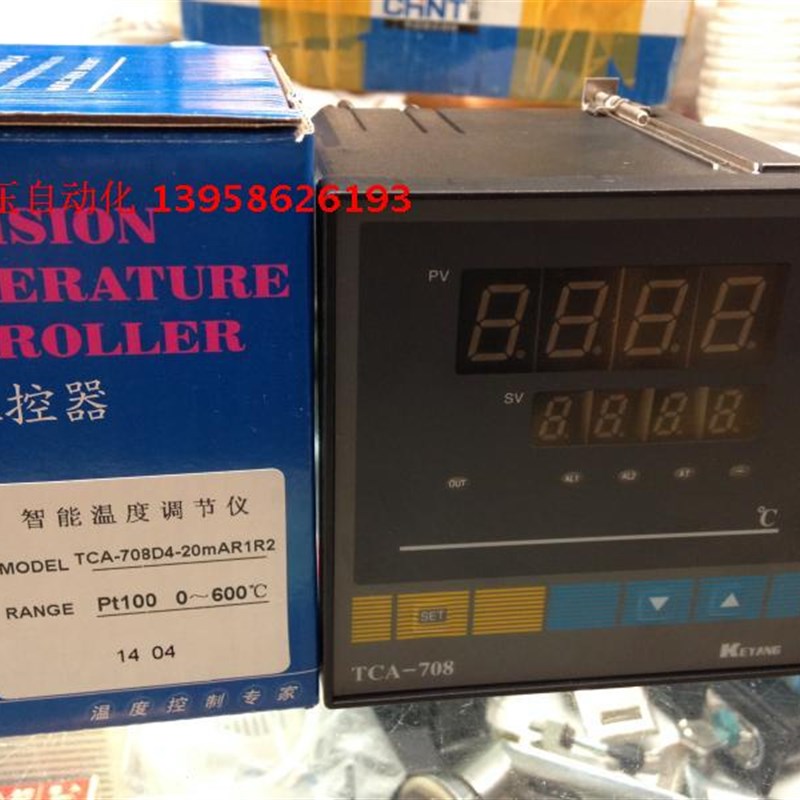 CHNT
乐自动化 13958626193
ISION
ERATURE
ROLLER
控器
智能温度调节仪
MODEL TCA-708D4-20mAR1R2
RANGE Pt100 0～600℃
14 04
温度控制专家
PV
SV
OUT
AL1
AL2
AT
℃
SET
TCA-708
KEYANG